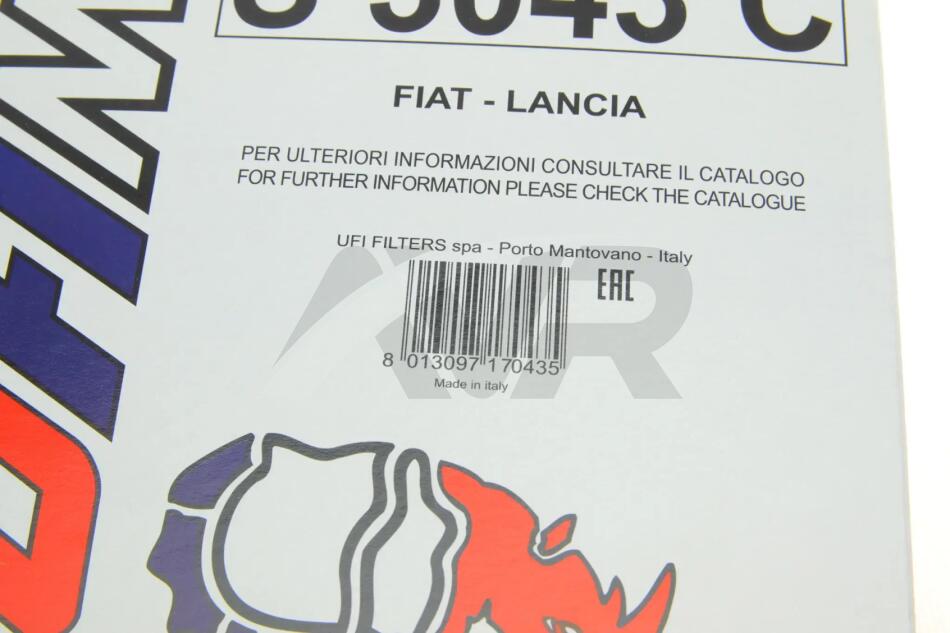 FIAT - LANCIA
PER ULTERIORI INFORMAZIONI CONSULTARE IL CATALOGO
FOR FURTHER INFORMATION PLEASE CHECK THE CATALOGUE
UFI FILTERS spa - Porto Mantovano - Italy
EAC
8 013097 170435
Made in italy